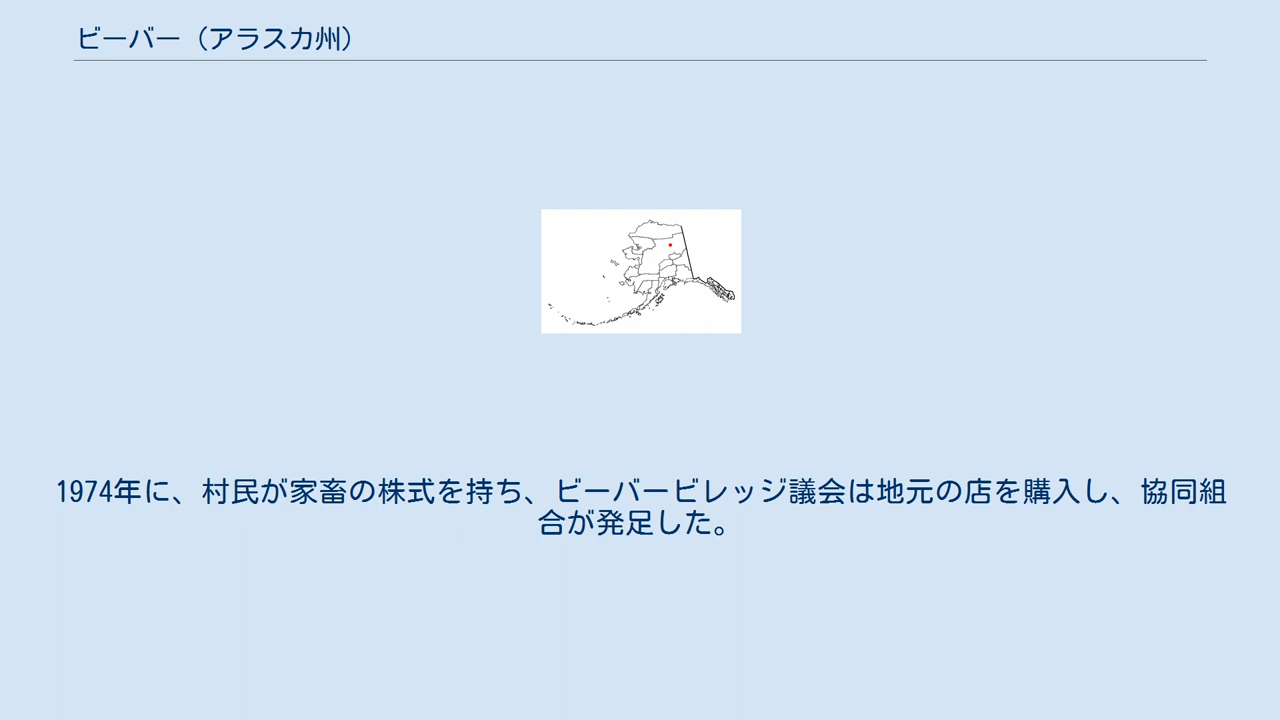 ビーバー（アラスカ州）
1974年に、村民が家畜の株式を持ち、ビーバービレッジ議会は地元の店を購入し、協同組
合が発足した。